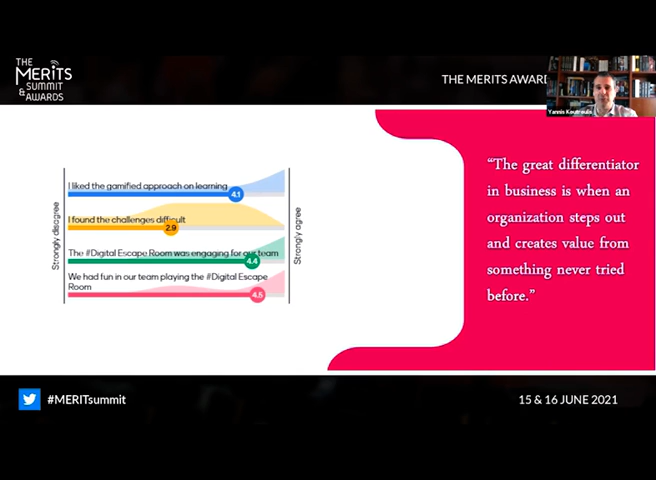 THE
MERITS
SUMMIT
& AWARDS
THE MERITS AWARD
Yannis
Strongly disagree
I liked the gamified approach on learning
4.1
I found the challenges difficult
2.9
The #Digital Escape Room was engaging for our team
4.4
We had fun in our team playing the #Digital Escape
Room
4.5
Strongly agree
“The great differentiator
in business is when an
organization steps out
and creates value from
something never tried
before.”
#MERITsummit
15 & 16 JUNE 2021